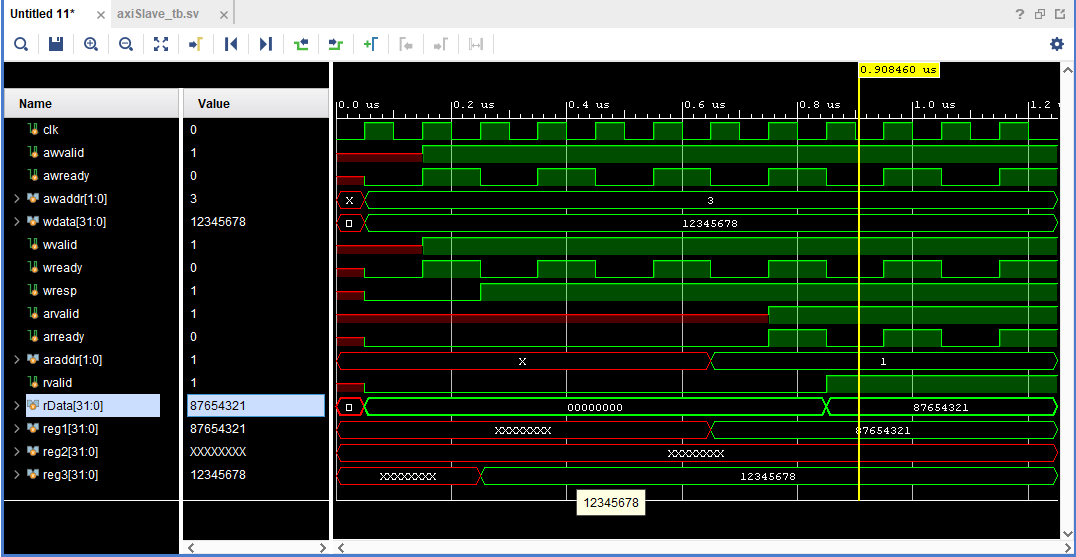 Untitled 11* × axiSlave_tb.sv ×
0.908460 us
Name Value
0.0 us 0.2 us 0.4 us 0.6 us 0.8 us 1.0 us 1.2
clk 0
awvalid 1
awready 0
awaddr[1:0] 3 X 3
wdata[31:0] 12345678 12345678
wvalid 1
wready 0
wresp 1
arvalid 1
arready 0
araddr[1:0] 1 X 1
rvalid 1
rData[31:0] 87654321 00000000 87654321
reg1[31:0] 87654321 XXXXXXXX 87654321
reg2[31:0] XXXXXXXX XXXXXXXX
reg3[31:0] 12345678 XXXXXXXX 12345678
12345678